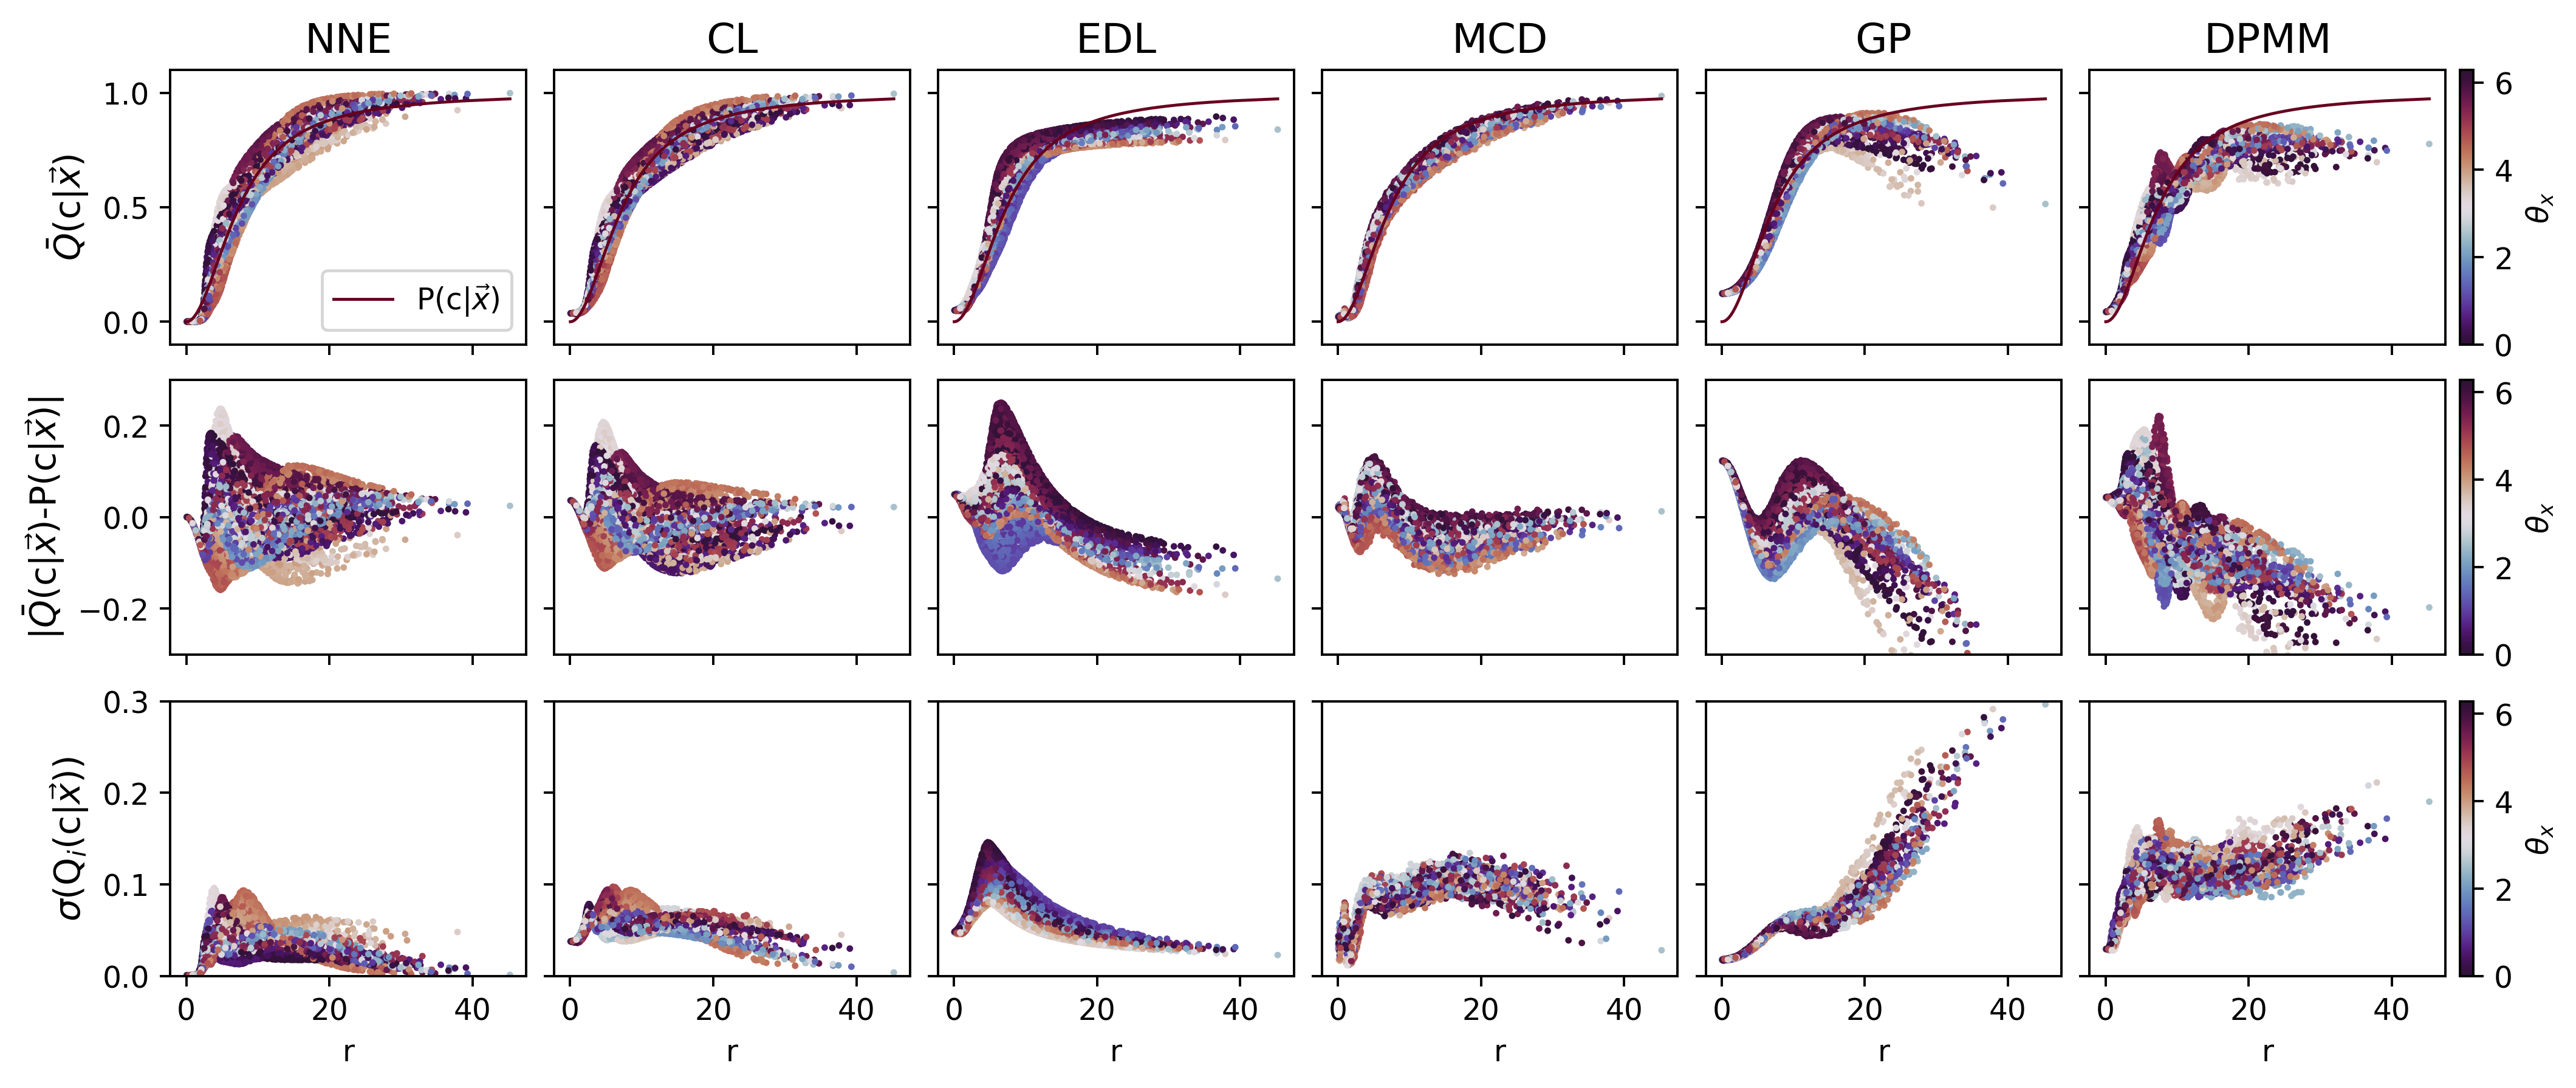 NNE CL EDL MCD GP DPMM
Q̄(c|x⃗)
1.0
0.5
0.0
P(c|x⃗)
6
4
2
0
θₓ
|Q̄(c|x⃗)-P(c|x⃗)|
0.2
0.0
−0.2
6
4
2
0
θₓ
σ(Qᵢ(c|x⃗))
0.3
0.2
0.1
0.0
6
4
2
0
θₓ
0 20 40 0 20 40 0 20 40 0 20 40 0 20 40 0 20 40
r r r r r r